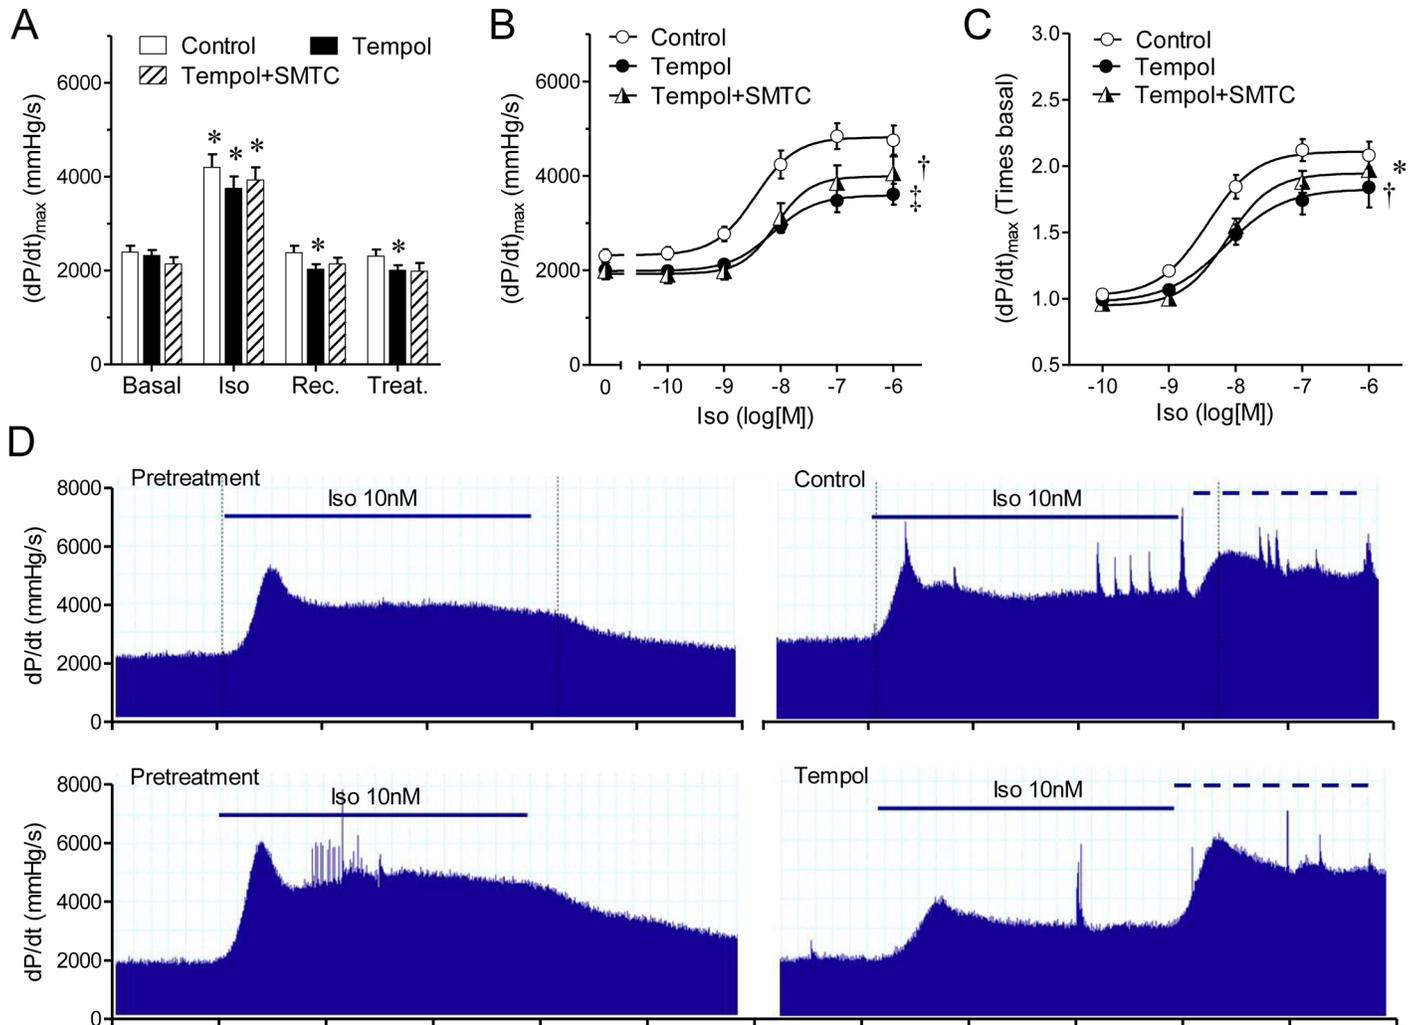 A
Control
Tempol
Tempol+SMTC
(dP/dt)max (mmHg/s)
6000
4000
2000
0
*
*
*
*
*
Basal
Iso
Rec.
Treat.
B
Control
Tempol
Tempol+SMTC
(dP/dt)max (mmHg/s)
6000
4000
2000
0
†
‡
0
-10
-9
-8
-7
-6
Iso (log[M])
C
Control
Tempol
Tempol+SMTC
(dP/dt)max (Times basal)
3.0
2.5
2.0
1.5
1.0
0.5
*
†
-10
-9
-8
-7
-6
Iso (log[M])
D
Pretreatment
Iso 10nM
dP/dt (mmHg/s)
8000
6000
4000
2000
0
Control
Iso 10nM
Pretreatment
Iso 10nM
dP/dt (mmHg/s)
8000
6000
4000
2000
0
Tempol
Iso 10nM